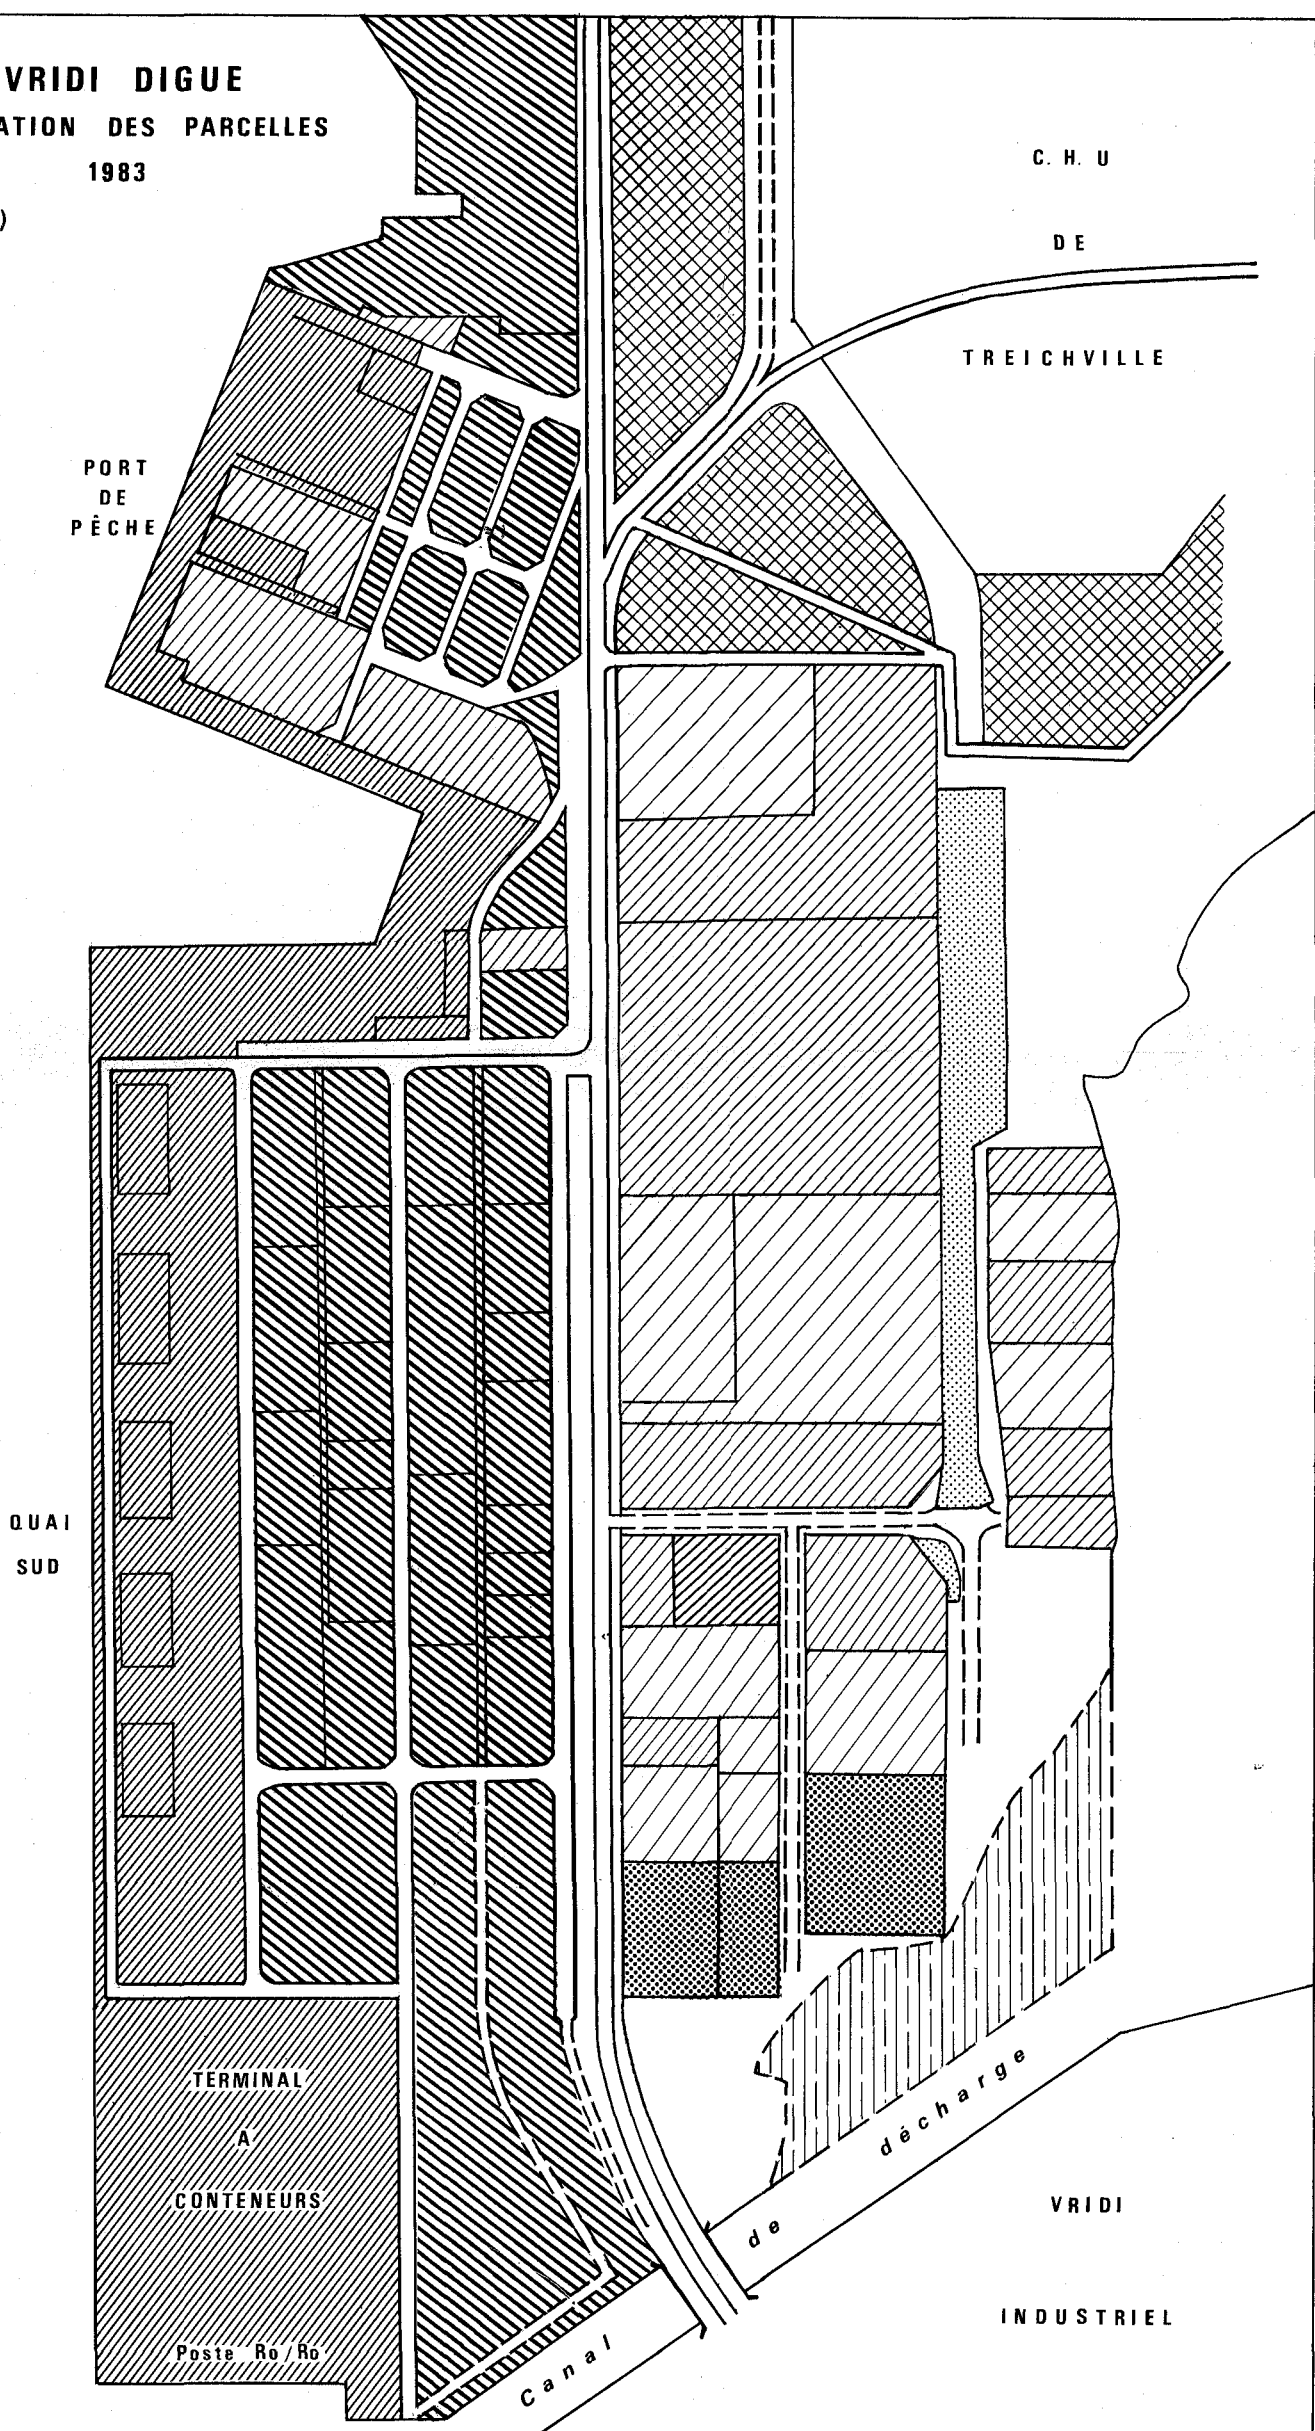 VRIDI DIGUE
ATION DES PARCELLES
1983
)
C. H. U
DE
TREICHVILLE
PORT
DE
PÊCHE
QUAI
SUD
TERMINAL
A
CONTENEURS
Poste Ro/Ro
Canal de décharge
VRIDI
INDUSTRIEL